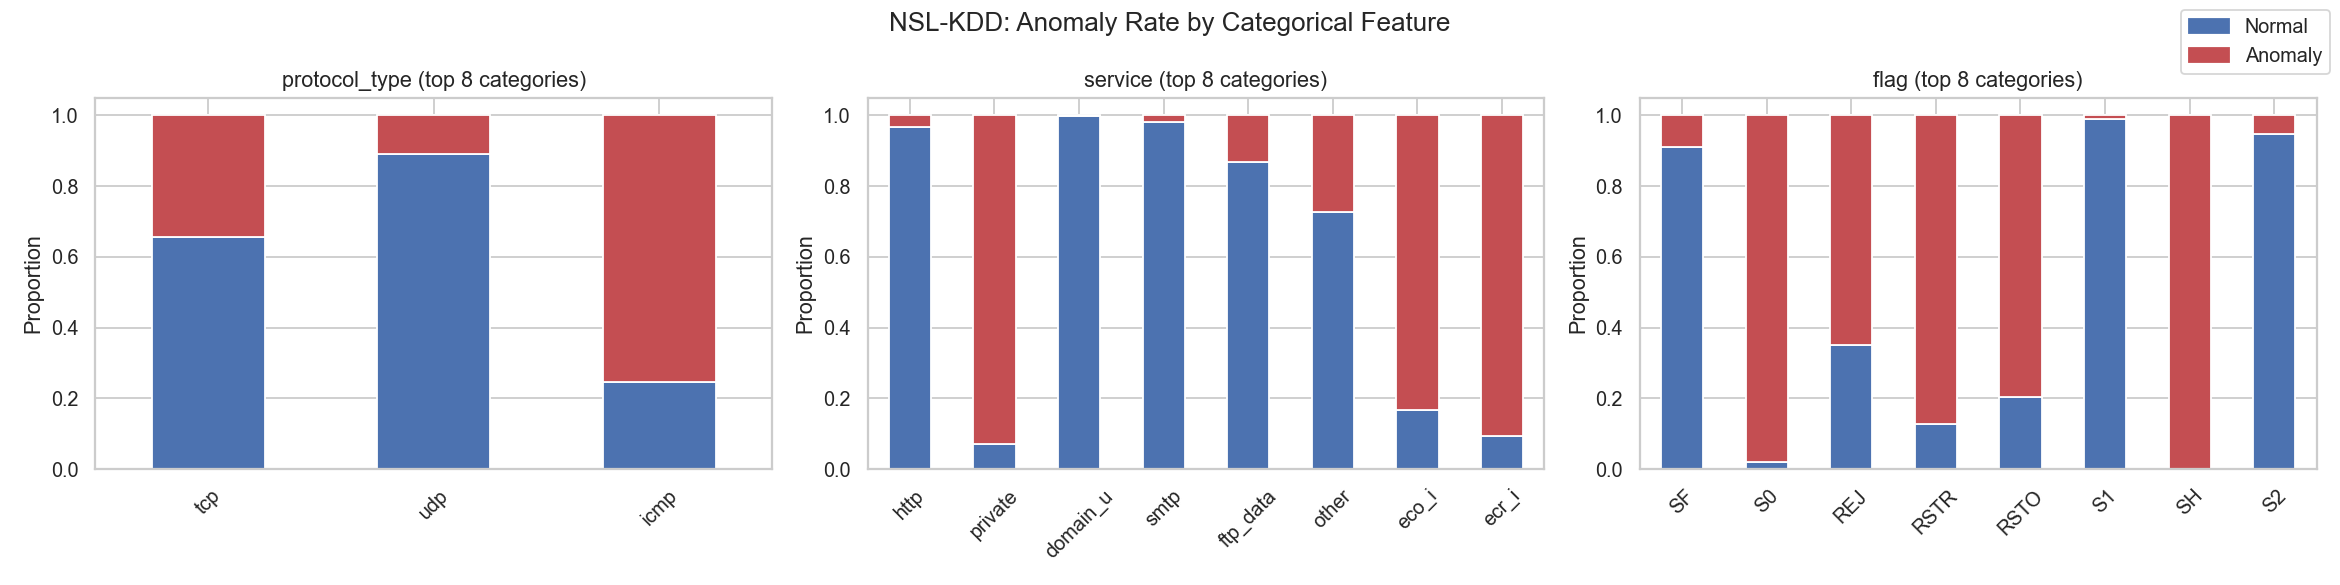 NSL-KDD: Anomaly Rate by Categorical Feature
Normal
Anomaly
protocol_type (top 8 categories)
Proportion
1.0
0.8
0.6
0.4
0.2
0.0
tcp
udp
icmp
service (top 8 categories)
Proportion
1.0
0.8
0.6
0.4
0.2
0.0
http
private
domain_u
smtp
ftp_data
other
eco_i
ecr_i
flag (top 8 categories)
Proportion
1.0
0.8
0.6
0.4
0.2
0.0
SF
S0
REJ
RSTR
RSTO
S1
SH
S2